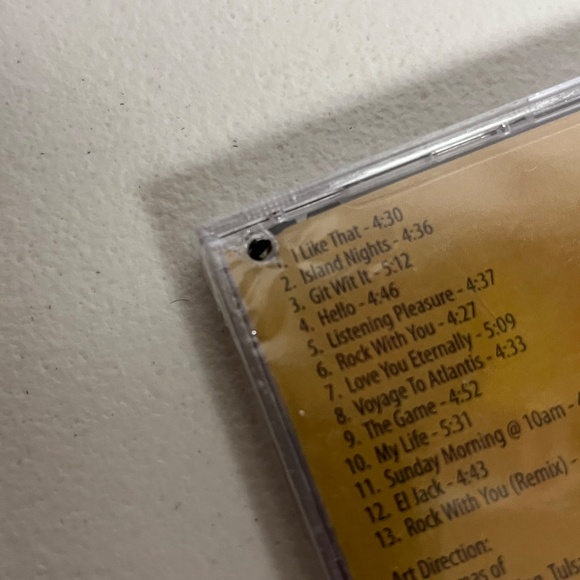 I Like That - 4:30
2. Island Nights - 4:36
3. Git Wit It - 5:12
4. Hello - 4:46
5. Listening Pleasure - 4:37
6. Rock With You - 4:27
7. Love You Eternally - 5:09
8. Voyage To Atlantis - 4:33
9. The Game - 4:52
10. My Life - 5:31
11. Sunday Morning @ 10am -
12. El Jack - 4:43
13. Rock With You (Remix) -
Art Direction:
of